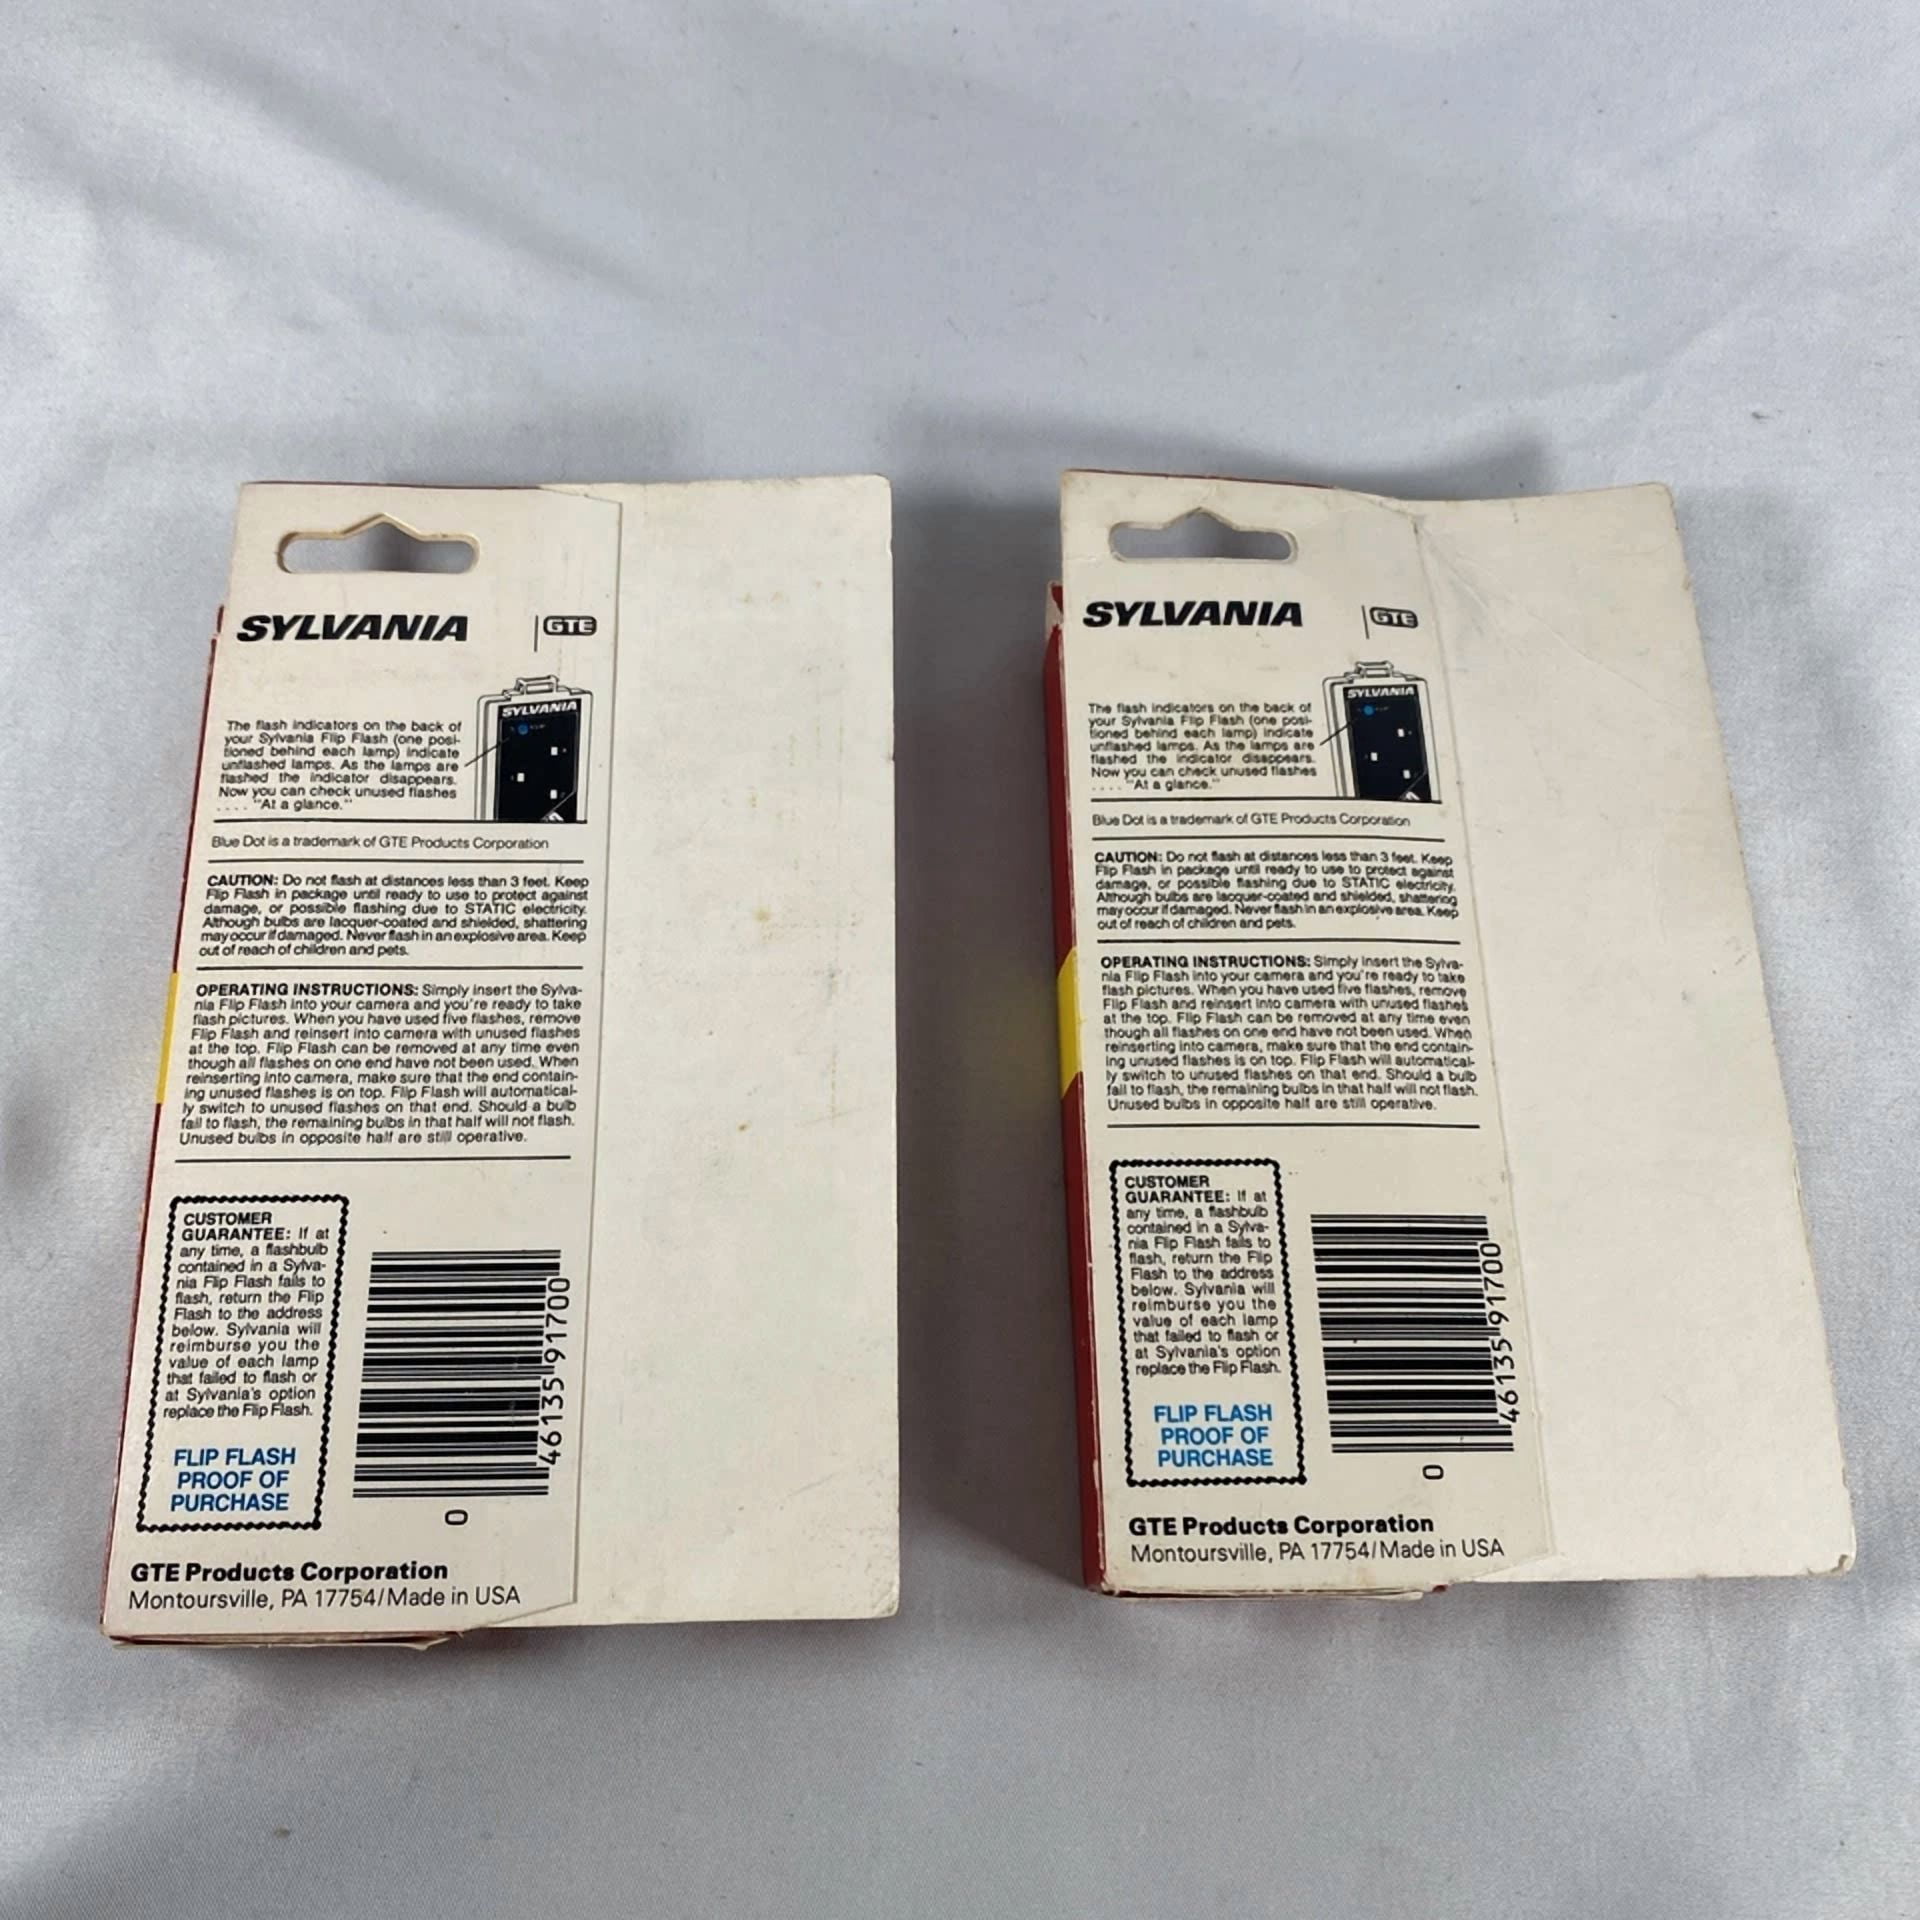 SYLVANIA | GTE
SYLVANIA
The flash indicators on the back of
your Sylvania Flip Flash (one posi-
tioned behind each lamp) indicate
unflashed lamps. As the lamps are
flashed the indicator disappears.
Now you can check unused flashes
.... "At a glance."
Blue Dot is a trademark of GTE Products Corporation
CAUTION: Do not flash at distances less than 3 feet. Keep
Flip Flash in package until ready to use to protect against
damage, or possible flashing due to STATIC electricity.
Although bulbs are lacquer-coated and shielded, shattering
may occur if damaged. Never flash in an explosive area. Keep
out of reach of children and pets.
OPERATING INSTRUCTIONS: Simply insert the Sylva-
nia Flip Flash into your camera and you're ready to take
flash pictures. When you have used five flashes, remove
Flip Flash and reinsert into camera with unused flashes
at the top. Flip Flash can be removed at any time even
though all flashes on one end have not been used. When
reinserting into camera, make sure that the end contain-
ing unused flashes is on top. Flip Flash will automatical-
ly switch to unused flashes on that end. Should a bulb
fail to flash, the remaining bulbs in that half will not flash.
Unused bulbs in opposite half are still operative.
CUSTOMER
GUARANTEE: If at
any time, a flashbulb
contained in a Sylva-
nia Flip Flash fails to
flash, return the Flip
Flash to the address
below. Sylvania will
reimburse you the
value of each lamp
that failed to flash or
at Sylvania's option
replace the Flip Flash.
FLIP FLASH
PROOF OF
PURCHASE
0 46135 91700
GTE Products Corporation
Montoursville, PA 17754/Made in USA
SYLVANIA | GTE
SYLVANIA
The flash indicators on the back of
your Sylvania Flip Flash (one posi-
tioned behind each lamp) indicate
unflashed lamps. As the lamps are
flashed the indicator disappears.
Now you can check unused flashes
.... "At a glance."
Blue Dot is a trademark of GTE Products Corporation
CAUTION: Do not flash at distances less than 3 feet. Keep
Flip Flash in package until ready to use to protect against
damage, or possible flashing due to STATIC electricity.
Although bulbs are lacquer-coated and shielded, shattering
may occur if damaged. Never flash in an explosive area. Keep
out of reach of children and pets.
OPERATING INSTRUCTIONS: Simply insert the Sylva-
nia Flip Flash into your camera and you're ready to take
flash pictures. When you have used five flashes, remove
Flip Flash and reinsert into camera with unused flashes
at the top. Flip Flash can be removed at any time even
though all flashes on one end have not been used. When
reinserting into camera, make sure that the end contain-
ing unused flashes is on top. Flip Flash will automatical-
ly switch to unused flashes on that end. Should a bulb
fail to flash, the remaining bulbs in that half will not flash.
Unused bulbs in opposite half are still operative.
CUSTOMER
GUARANTEE: If at
any time, a flashbulb
contained in a Sylva-
nia Flip Flash fails to
flash, return the Flip
Flash to the address
below. Sylvania will
reimburse you the
value of each lamp
that failed to flash or
at Sylvania's option
replace the Flip Flash.
FLIP FLASH
PROOF OF
PURCHASE
0 46135 91700
GTE Products Corporation
Montoursville, PA 17754/Made in USA